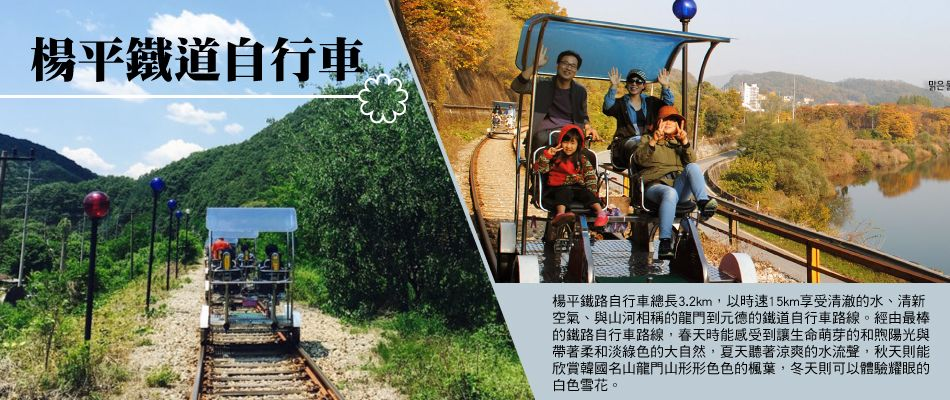 楊平鐵道自行車
맑은
楊平鐵路自行車總長3.2km，以時速15km享受清澈的水、清新
空氣、與山河相稱的龍門到元德的鐵道自行車路線。經由最棒
的鐵路自行車路線，春天時能感受到讓生命萌芽的和煦陽光與
帶著柔和淡綠色的大自然，夏天聽著涼爽的水流聲，秋天則能
欣賞韓國名山龍門山形形色色的楓葉，冬天則可以體驗耀眼的
白色雪花。